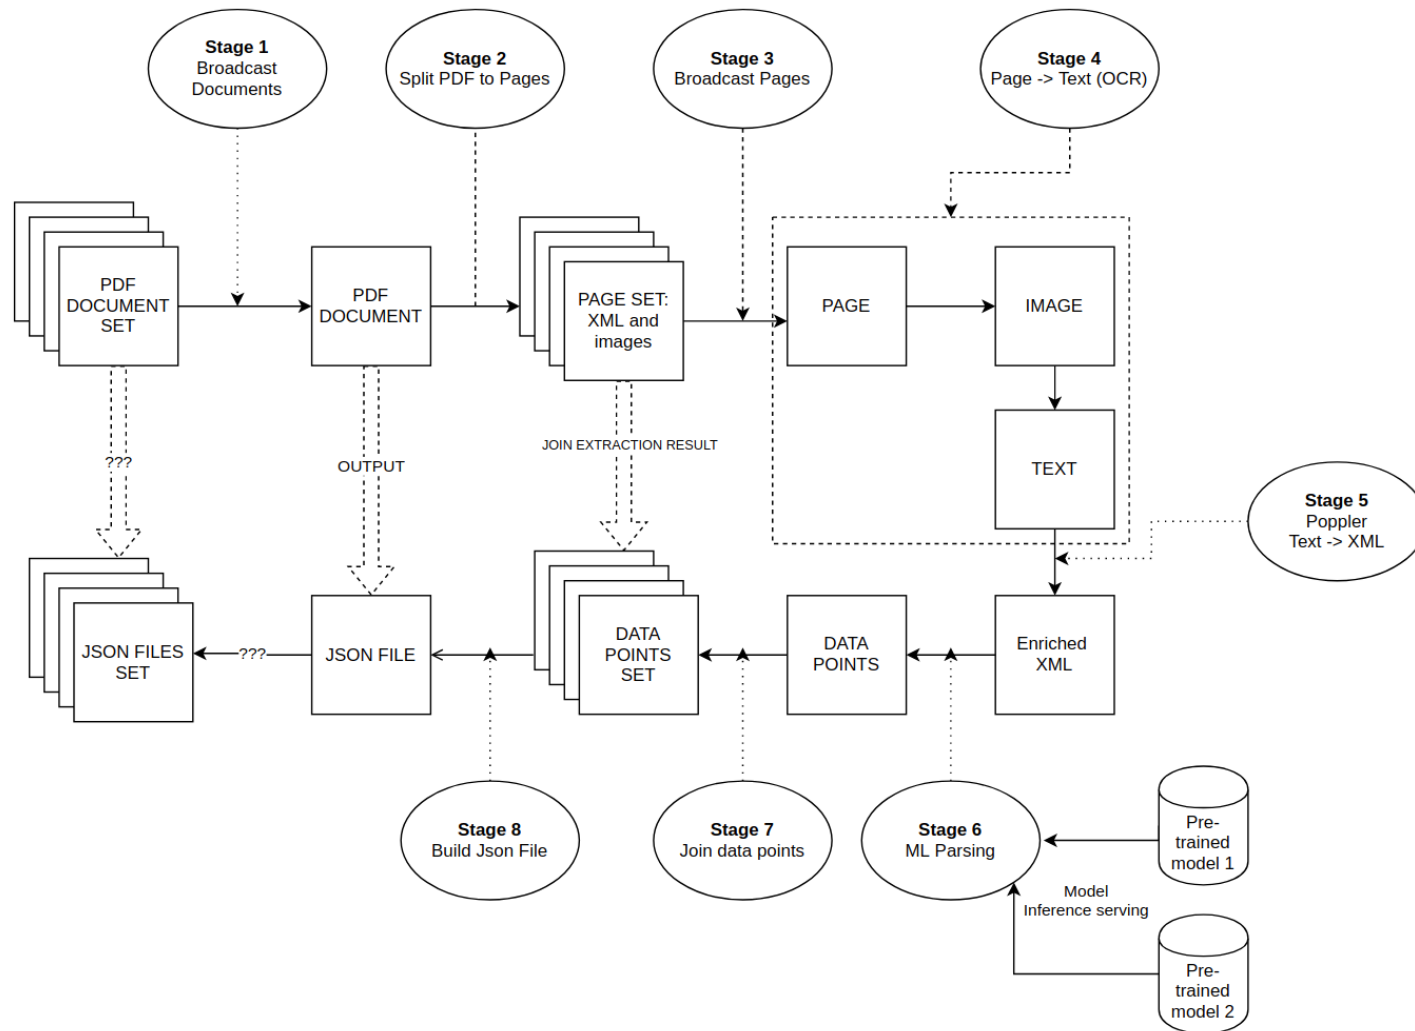 Stage 1
Broadcast
Documents
Stage 2
Split PDF to Pages
Stage 3
Broadcast Pages
Stage 4
Page -> Text (OCR)
PDF
DOCUMENT
SET
PDF
DOCUMENT
PAGE SET:
XML and
images
PAGE
IMAGE
TEXT
???
OUTPUT
JOIN EXTRACTION RESULT
Stage 5
Poppler
Text -> XML
JSON FILES
SET
???
JSON FILE
DATA
POINTS
SET
DATA
POINTS
Enriched
XML
Stage 8
Build Json File
Stage 7
Join data points
Stage 6
ML Parsing
Pre-
trained
model 1
Model
Inference serving
Pre-
trained
model 2